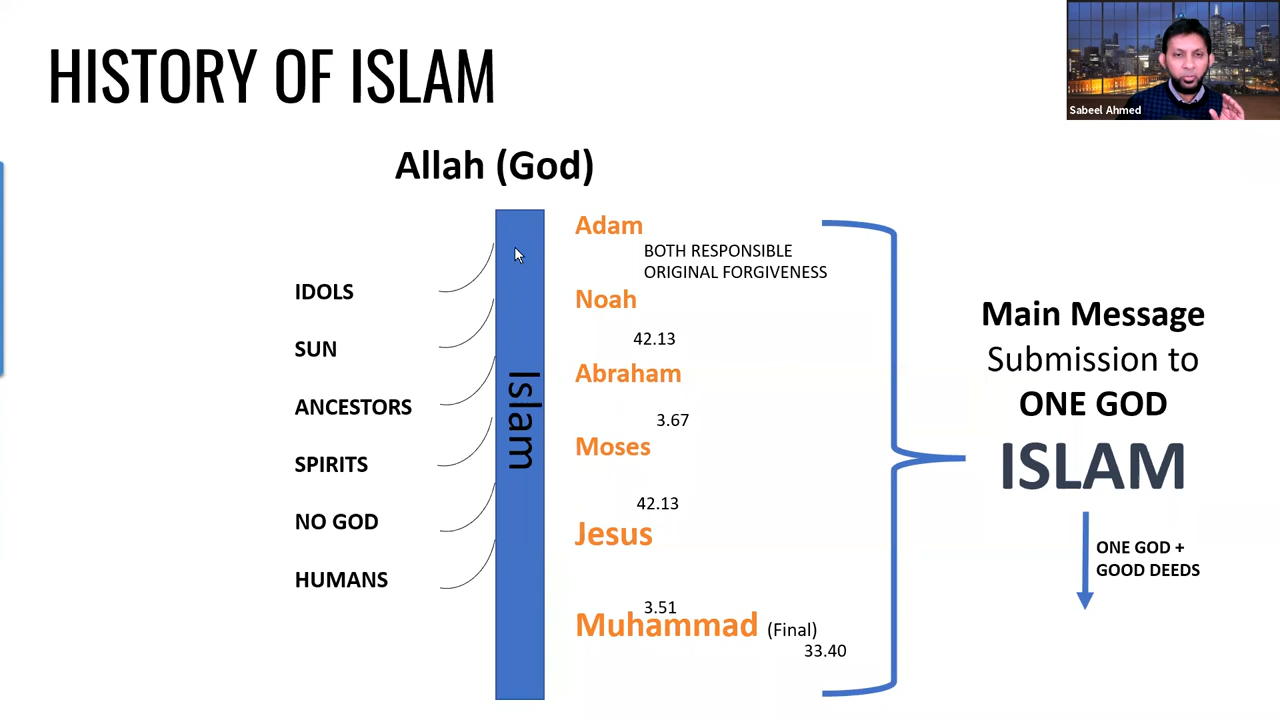 HISTORY OF ISLAM
Sabeel Ahmed
Allah (God)
IDOLS
SUN
ANCESTORS
SPIRITS
NO GOD
HUMANS
Islam
Adam
BOTH RESPONSIBLE
ORIGINAL FORGIVENESS
Noah
42.13
Abraham
3.67
Moses
42.13
Jesus
3.51
Muhammad (Final)
33.40
Main Message
Submission to
ONE GOD
ISLAM
ONE GOD +
GOOD DEEDS